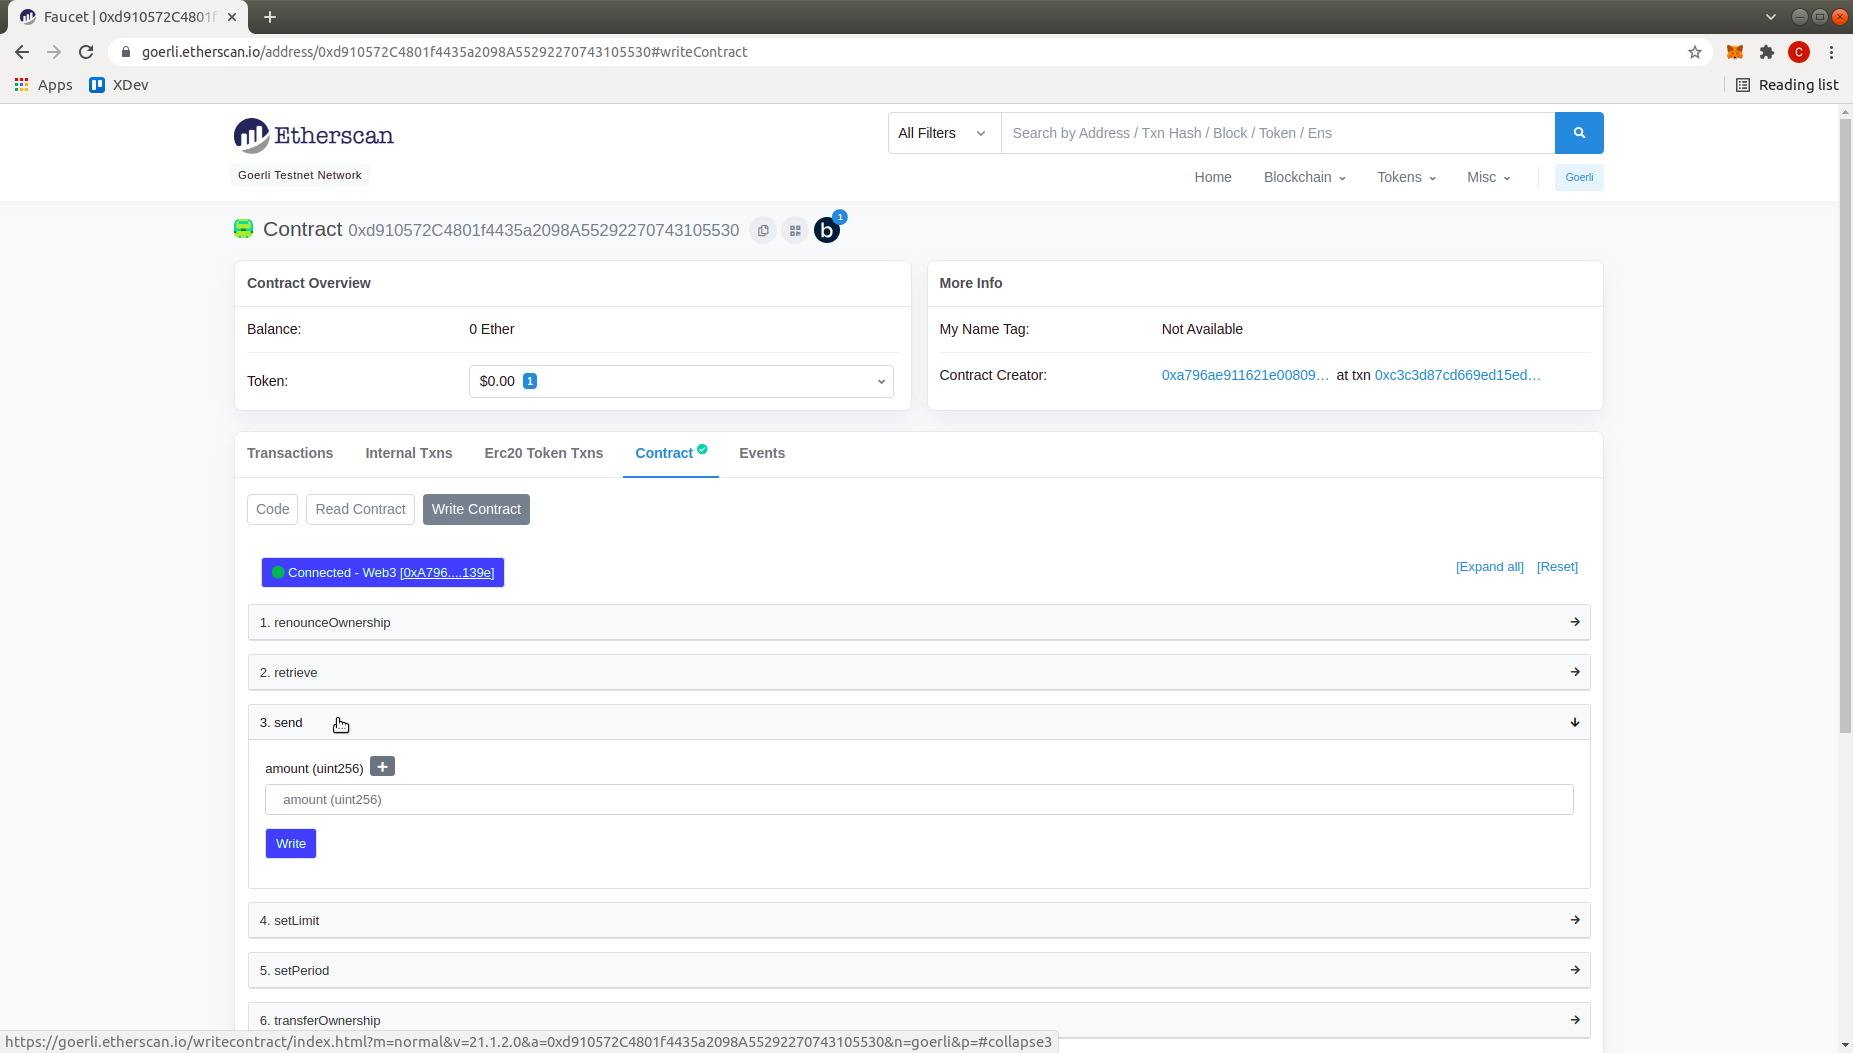 Faucet | 0xd910572C4801f
goerli.etherscan.io/address/0xd910572C4801f4435a2098A55292270743105530#writeContract
C
Apps
XDev
Reading list
Etherscan
All Filters
Search by Address / Txn Hash / Block / Token / Ens
Goerli Testnet Network
Home
Blockchain
Tokens
Misc
Goerli
Contract 0xd910572C4801f4435a2098A55292270743105530
b
1
Contract Overview
More Info
Balance:
0 Ether
My Name Tag:
Not Available
Token:
$0.00 1
Contract Creator:
0xa796ae911621e00809... at txn 0xc3c3d87cd669ed15ed...
Transactions
Internal Txns
Erc20 Token Txns
Contract
Events
Code
Read Contract
Write Contract
Connected - Web3 [0xA796....139e]
[Expand all]
[Reset]
1. renounceOwnership
2. retrieve
3. send
amount (uint256)
amount (uint256)
Write
4. setLimit
5. setPeriod
6. transferOwnership
https://goerli.etherscan.io/writecontract/index.html?m=normal&v=21.1.2.0&a=0xd910572C4801f4435a2098A55292270743105530&n=goerli&p=#collapse3